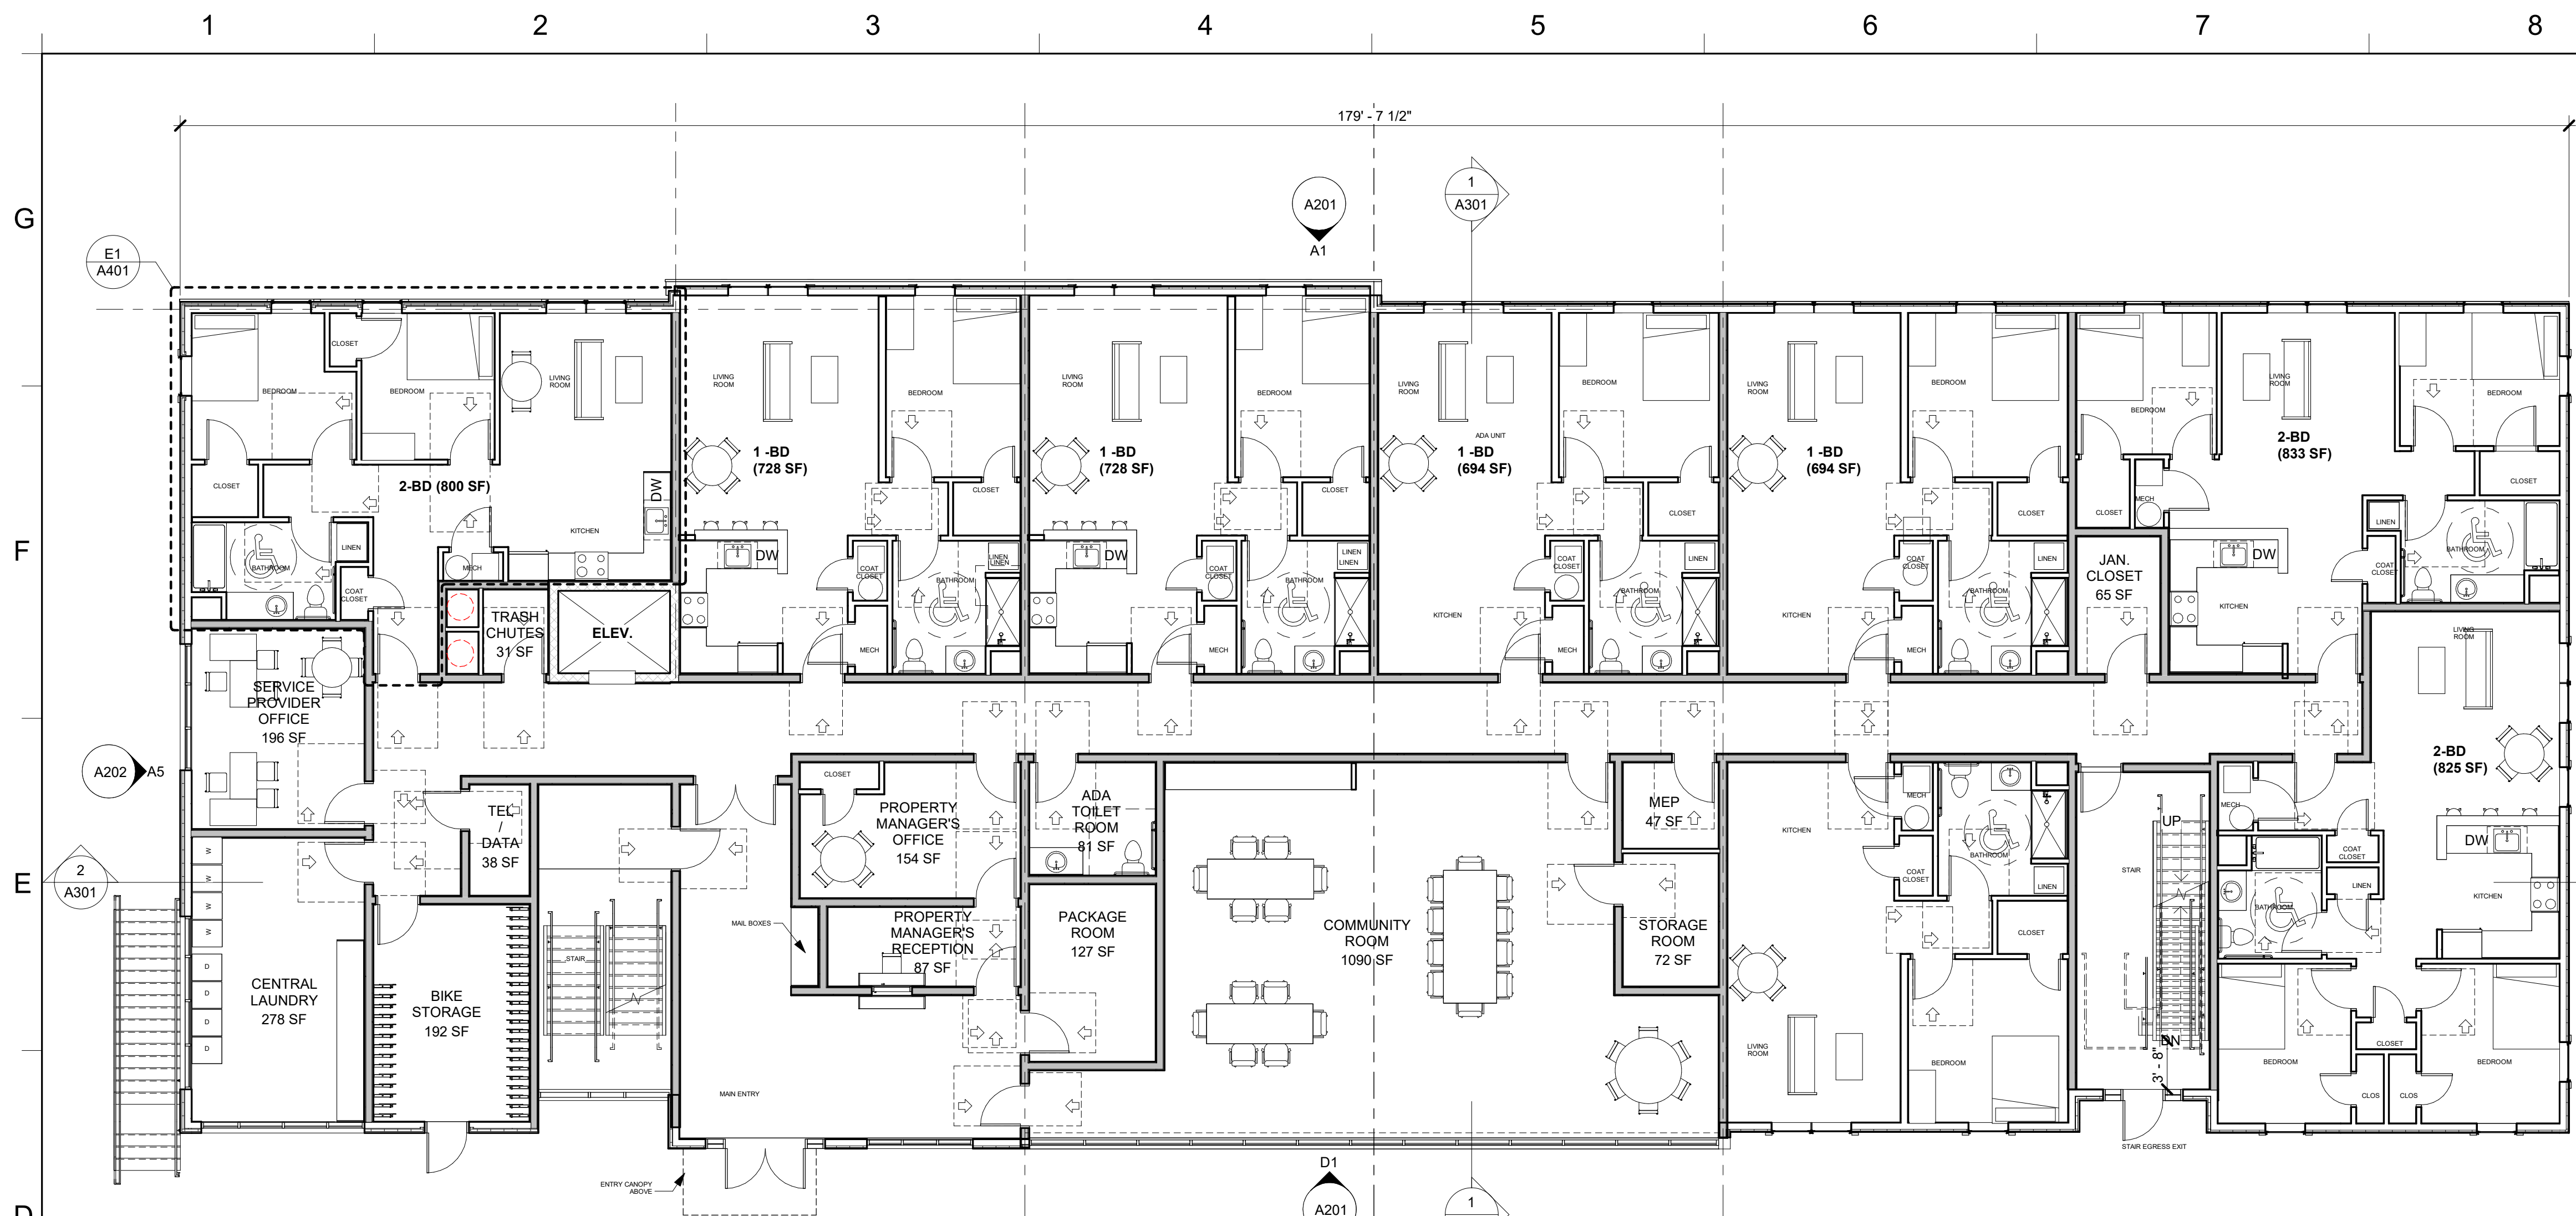 1 2 3 4 5 6 7 8
179' - 7 1/2"
G
F
E
D
E1
A401
A201
A1
1
A301
CLOSET
BEDROOM
BEDROOM
LIVING
ROOM
CLOSET
2-BD (800 SF)
DW
KITCHEN
LINEN
BATHROOM
MECH
COAT
CLOSET
LIVING
ROOM
BEDROOM
1 -BD
(728 SF)
CLOSET
DW
COAT
CLOSET
LINEN
LINEN
BATHROOM
MECH
LIVING
ROOM
BEDROOM
1 -BD
(728 SF)
CLOSET
DW
COAT
CLOSET
LINEN
LINEN
BATHROOM
MECH
LIVING
ROOM
BEDROOM
ADA UNIT
1 -BD
(694 SF)
CLOSET
COAT
CLOSET
LINEN
BATHROOM
KITCHEN
MECH
LIVING
ROOM
BEDROOM
1 -BD
(694 SF)
CLOSET
COAT
CLOSET
LINEN
BATHROOM
KITCHEN
MECH
BEDROOM
LIVING
ROOM
BEDROOM
2-BD
(833 SF)
CLOSET
MECH
CLOSET
LINEN
DW
BATHROOM
COAT
CLOSET
KITCHEN
JAN.
CLOSET
65 SF
TRASH
CHUTES
31 SF
ELEV.
SERVICE
PROVIDER
OFFICE
196 SF
A202
A5
2
A301
TEL
/
DATA
38 SF
W
W
W
W
D
D
D
D
CENTRAL
LAUNDRY
278 SF
BIKE
STORAGE
192 SF
STAIR
CLOSET
PROPERTY
MANAGER'S
OFFICE
154 SF
MAIL BOXES
PROPERTY
MANAGER'S
RECEPTION
87 SF
MAIN ENTRY
ENTRY CANOPY
ABOVE
ADA
TOILET
ROOM
81 SF
PACKAGE
ROOM
127 SF
COMMUNITY
ROOM
1090 SF
MEP
47 SF
STORAGE
ROOM
72 SF
KITCHEN
MECH
BATHROOM
COAT
CLOSET
LINEN
CLOSET
LIVING
ROOM
BEDROOM
UP
STAIR
DN
3' - 8"
STAIR EGRESS EXIT
LIVING
ROOM
2-BD
(825 SF)
MECH
DW
COAT
CLOSET
LINEN
KITCHEN
BATHROOM
BEDROOM
CLOSET
BEDROOM
CLOS
CLOS
D1
A201
1